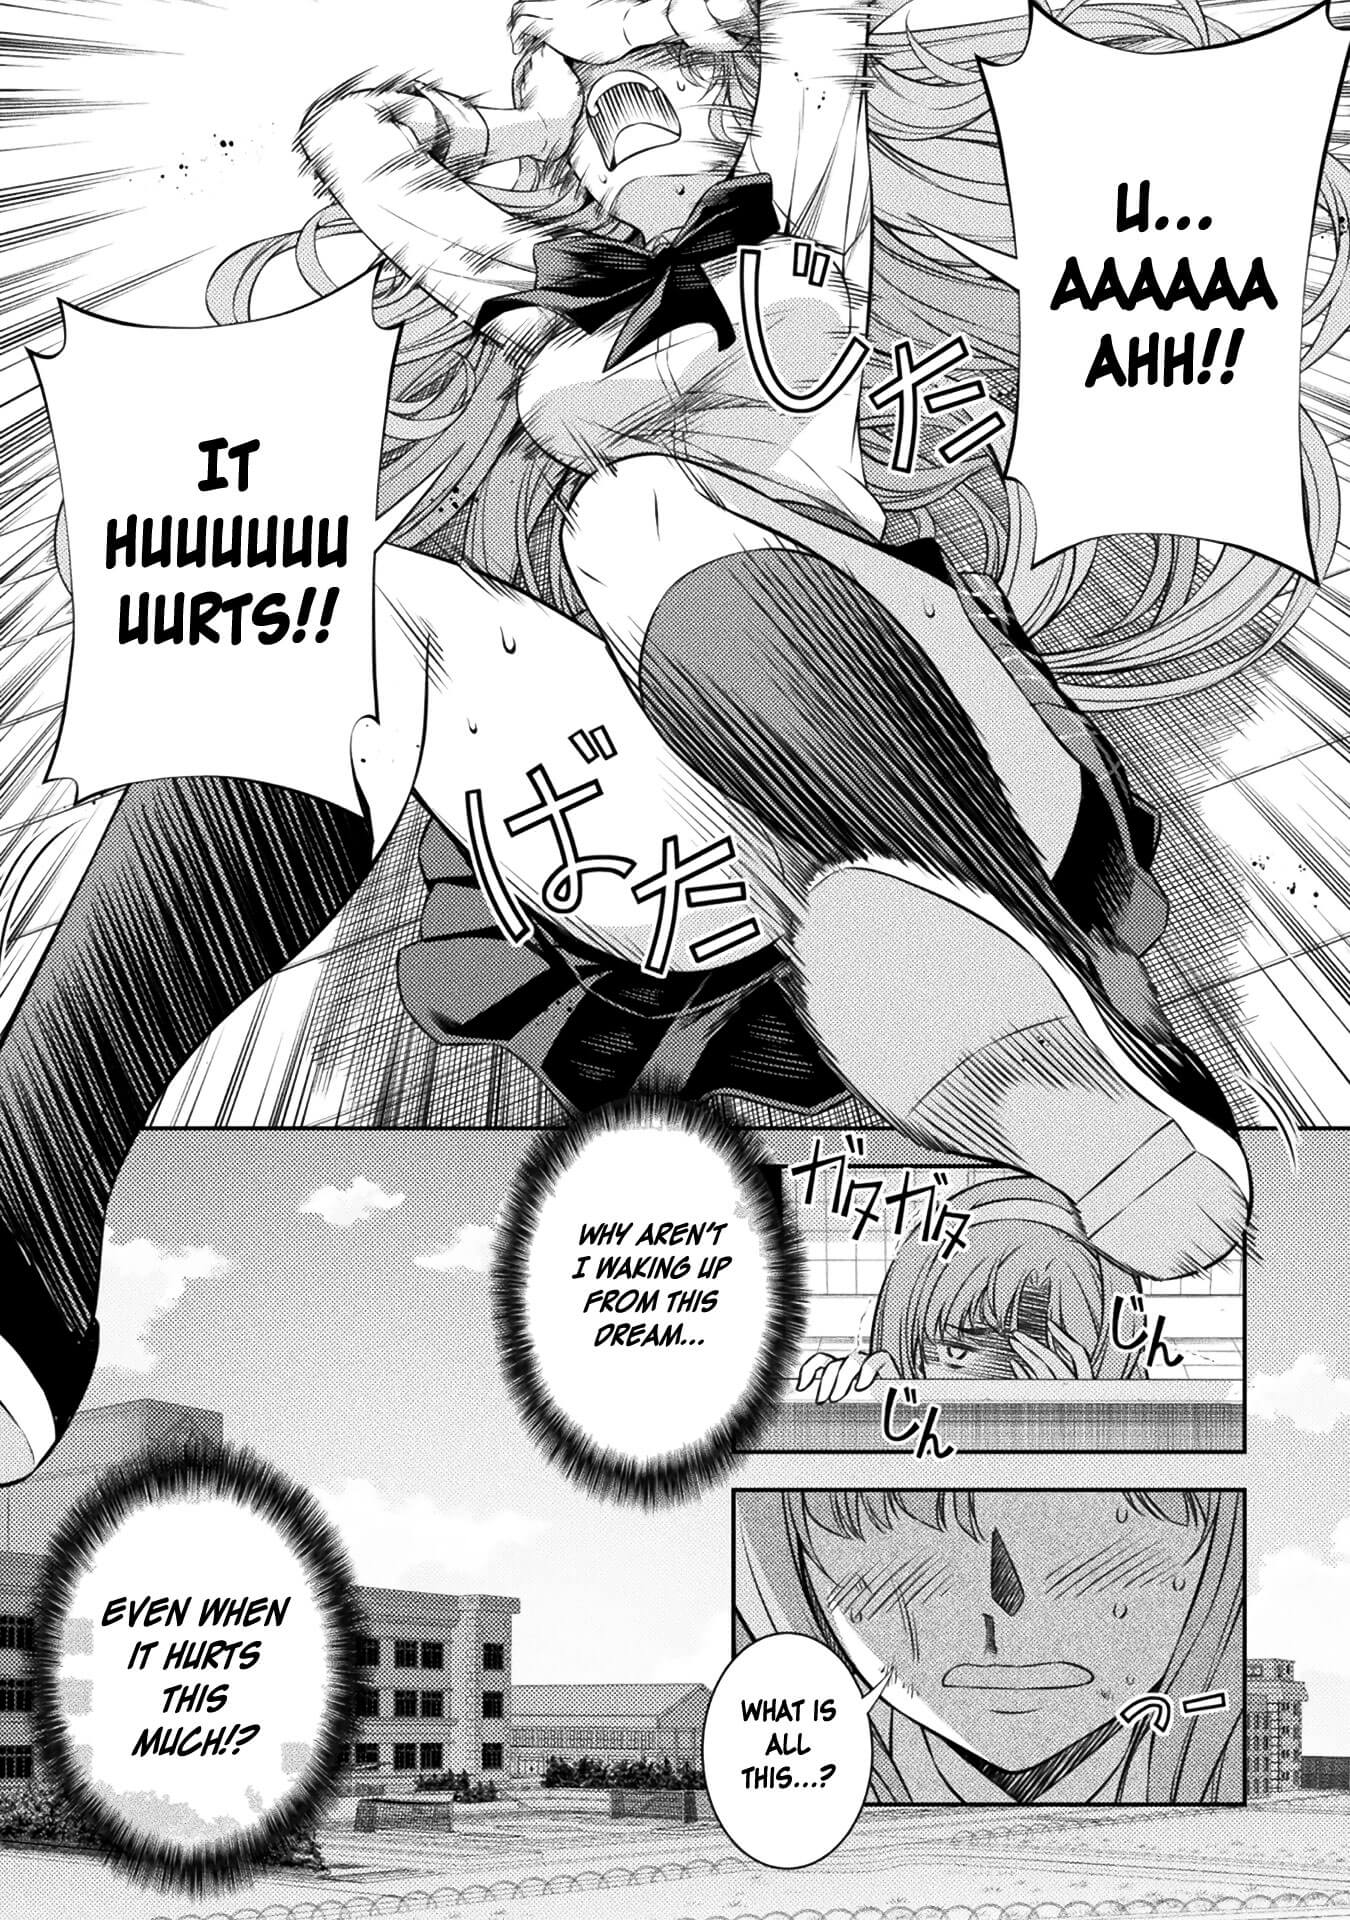 U...
AAAAAA
AHH!!
じた
IT
HUUUUUU
UURTS!!
ばた
ガタガタ
WHY AREN'T
I WAKING UP
FROM THIS
DREAM...
じん
じん
EVEN WHEN
IT HURTS
THIS
MUCH!?
WHAT IS
ALL
THIS...?
つー